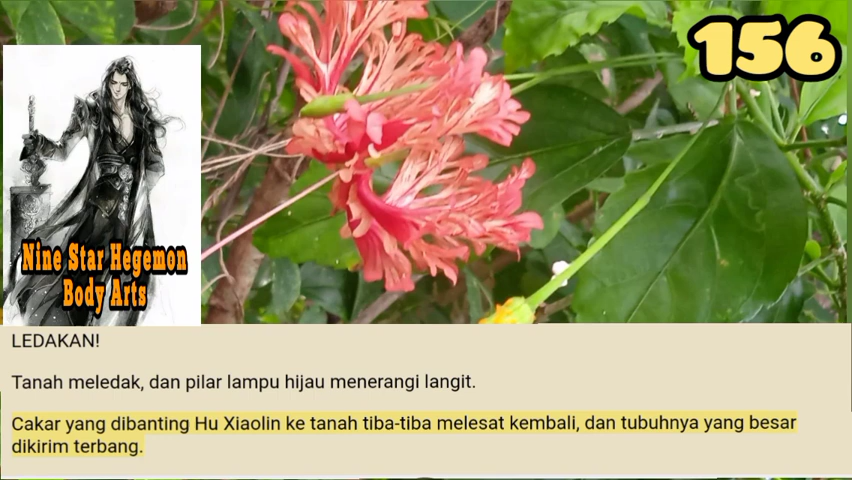 156
Nine Star Hegemon
Body Arts
LEDAKAN!
Tanah meledak, dan pilar lampu hijau menerangi langit.
Cakar yang dibanting Hu Xiaolin ke tanah tiba-tiba melesat kembali, dan tubuhnya yang besar
dikirim terbang.